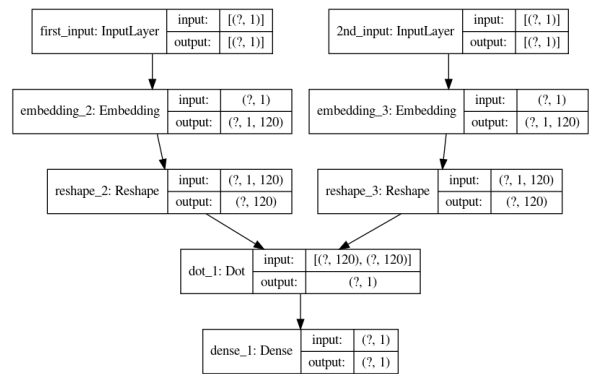 first_input: InputLayer input: [(?, 1)] output: [(?, 1)]
2nd_input: InputLayer input: [(?, 1)] output: [(?, 1)]
embedding_2: Embedding input: (?, 1) output: (?, 1, 120)
embedding_3: Embedding input: (?, 1) output: (?, 1, 120)
reshape_2: Reshape input: (?, 1, 120) output: (?, 120)
reshape_3: Reshape input: (?, 1, 120) output: (?, 120)
dot_1: Dot input: [(?, 120), (?, 120)] output: (?, 1)
dense_1: Dense input: (?, 1) output: (?, 1)